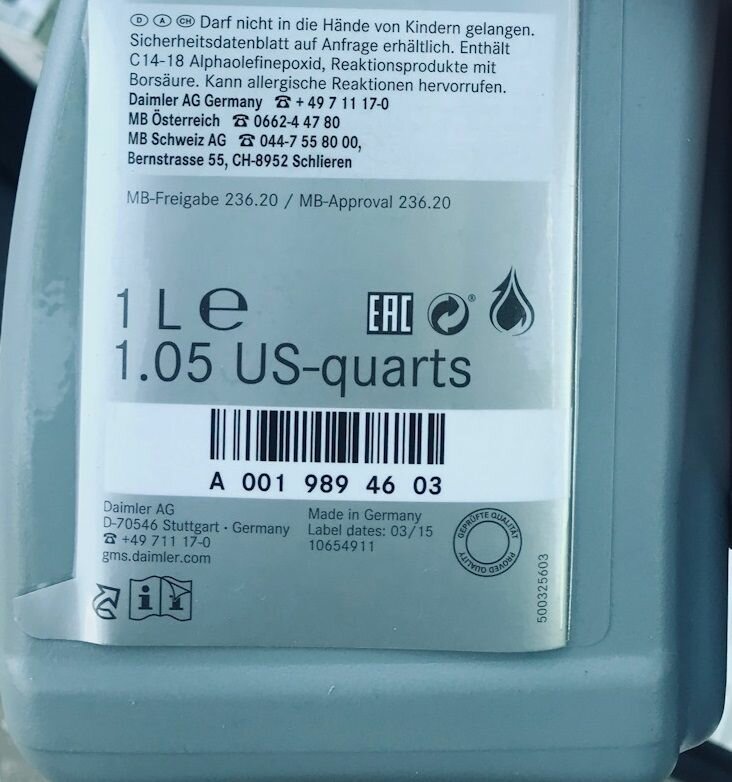 D A CH Darf nicht in die Hände von Kindern gelangen.
Sicherheitsdatenblatt auf Anfrage erhältlich. Enthält
C14-18 Alphaolefinepoxid, Reaktionsprodukte mit
Borsäure. Kann allergische Reaktionen hervorrufen.
Daimler AG Germany ☎ + 49 7 11 17-0
MB Österreich ☎ 0662-4 47 80
MB Schweiz AG ☎ 044-7 55 80 00,
Bernstrasse 55, CH-8952 Schlieren
MB-Freigabe 236.20 / MB-Approval 236.20
1 L e
EAC
®
1.05 US-quarts
A 001 989 46 03
Daimler AG
D-70546 Stuttgart · Germany
☎ +49 711 17-0
gms.daimler.com
Made in Germany
Label dates: 03/15
10654911
GEPRÜFTE QUALITÄT
PROVED QUALITY
500325603